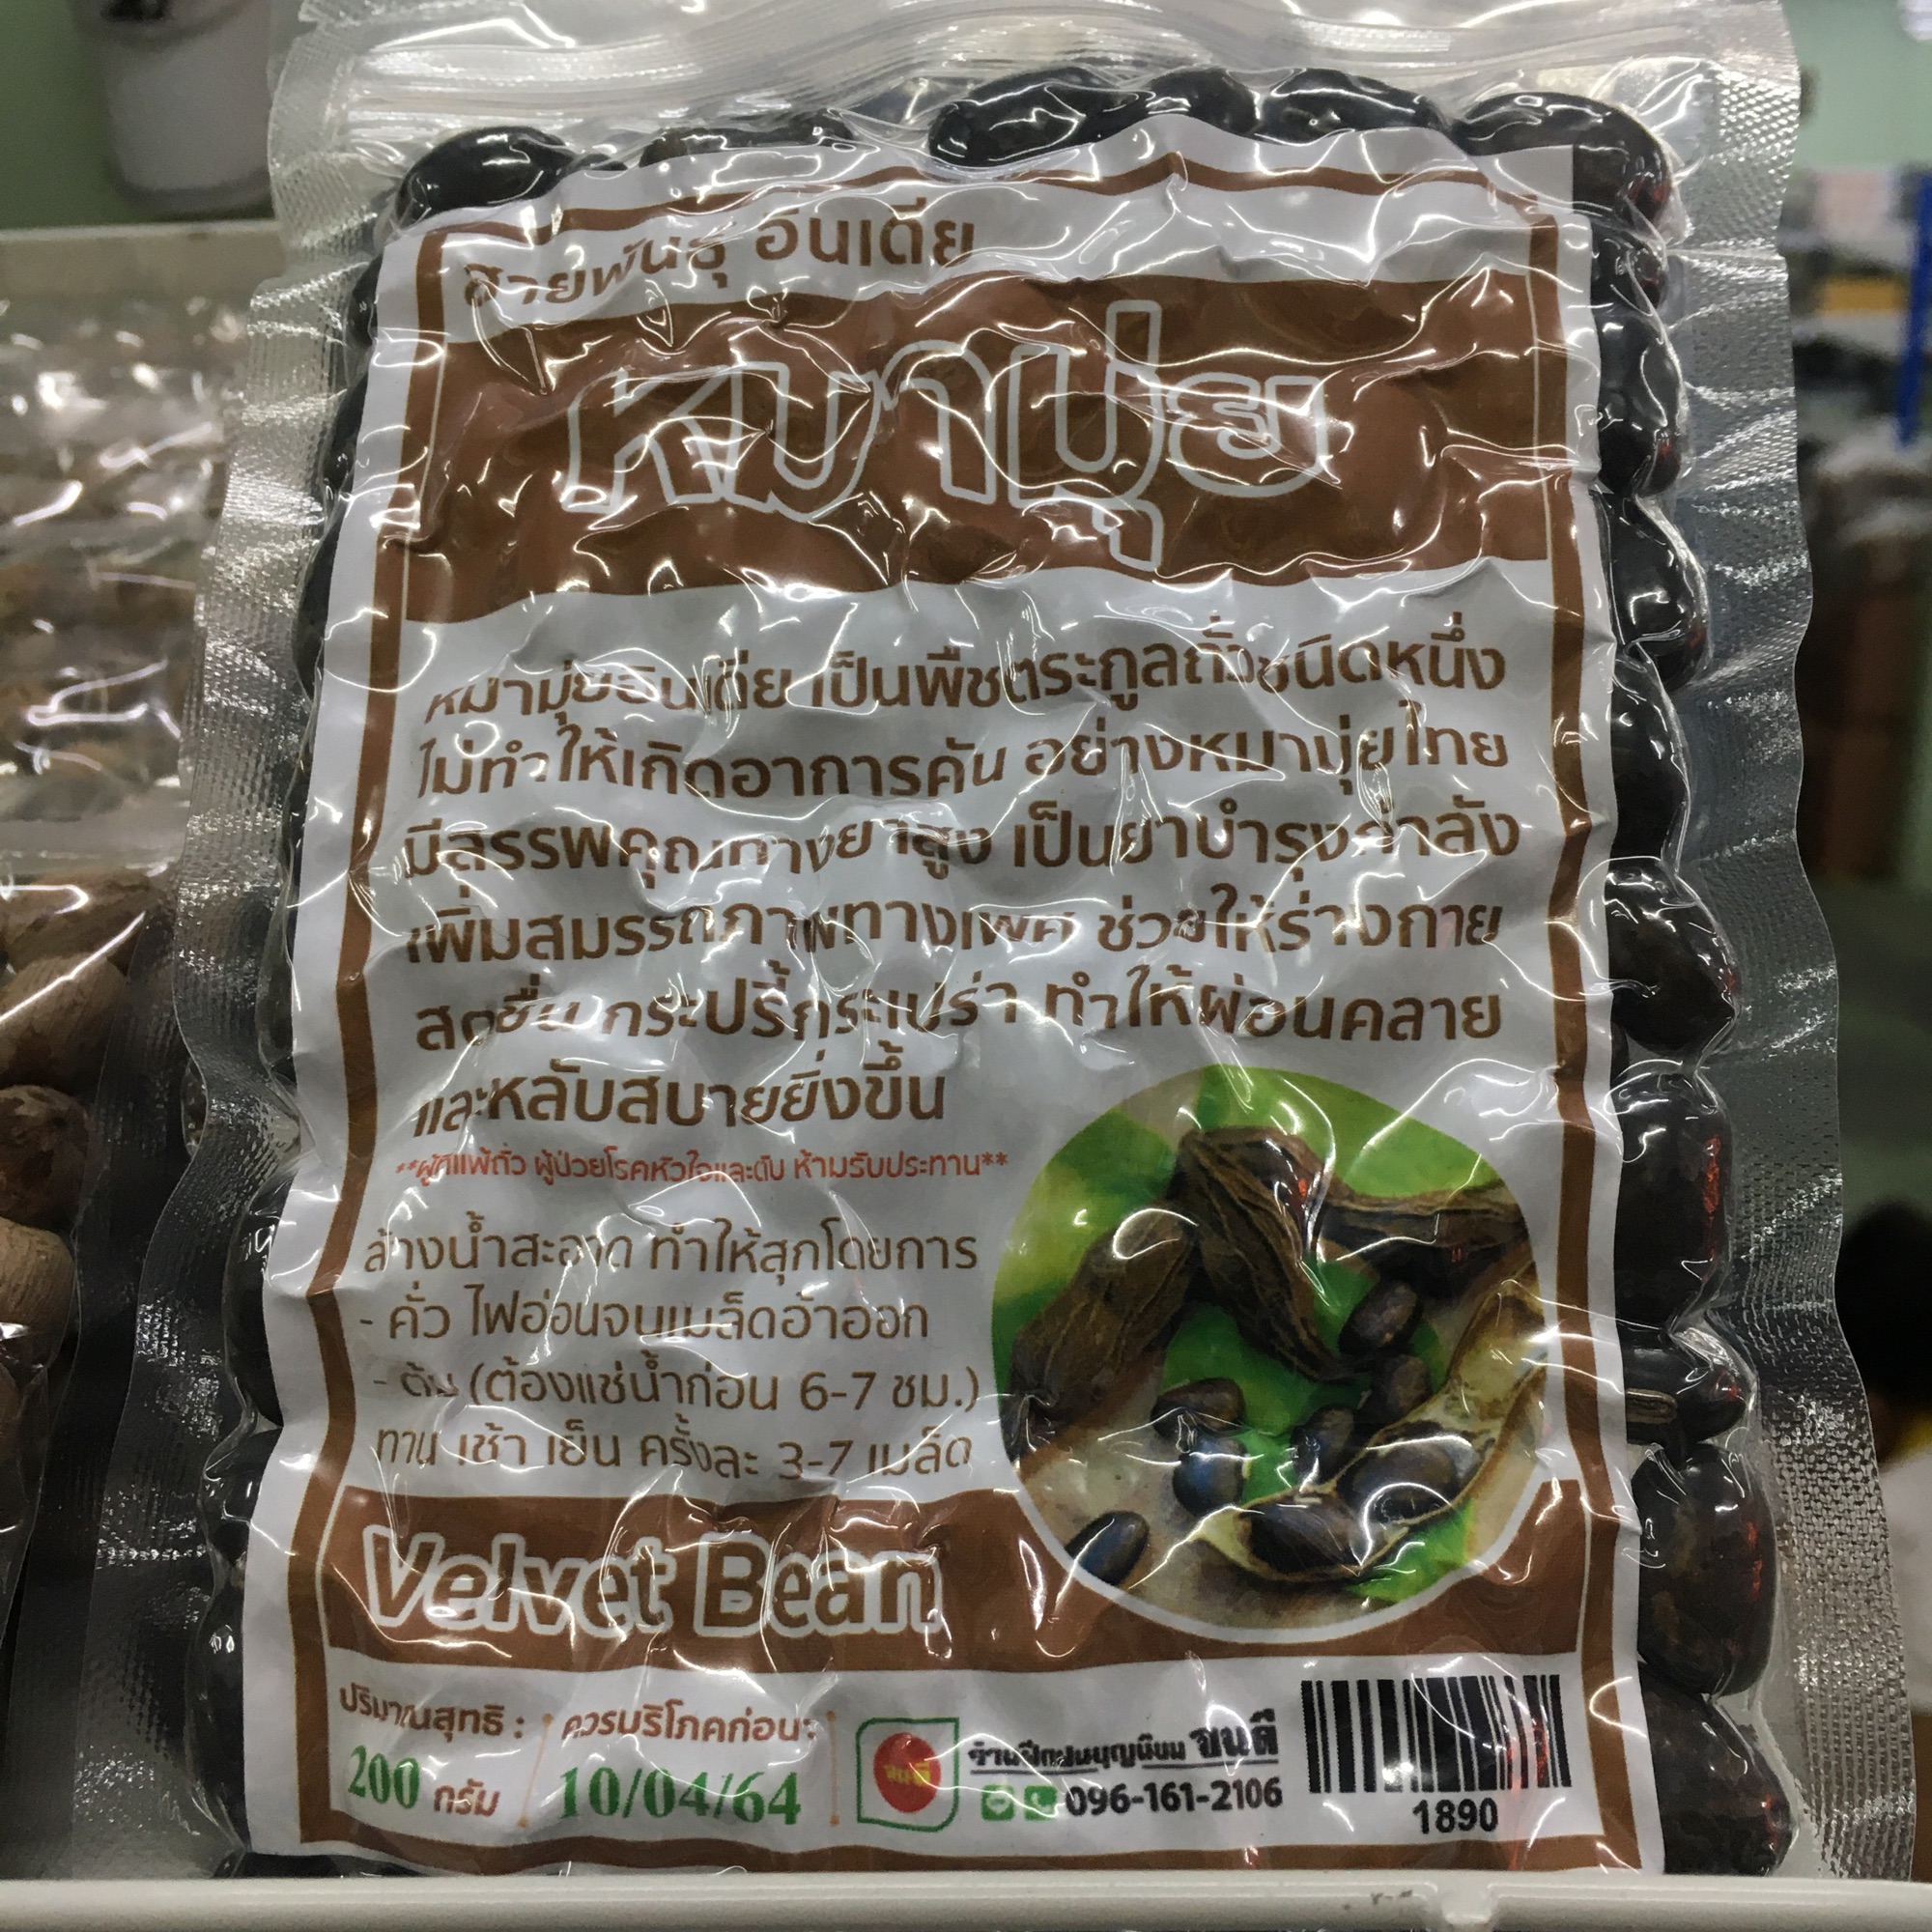 สายพันธุ์ อินเดีย
หมามุ่ย
หมามุ่ยอินเดีย เป็นพืชตระกูลถั่วชนิดหนึ่ง
ไม่ทำให้เกิดอาการคัน อย่างหมามุ่ยไทย
มีสรรพคุณทางยาสูง เป็นยาบำรุงกำลัง
เพิ่มสมรรถภาพทางเพศ ช่วยให้ร่างกาย
สดชื่น กระปรี้กระเปร่า ทำให้ผ่อนคลาย
และหลับสบายยิ่งขึ้น
**ผู้ที่แพ้ถั่ว ผู้ป่วยโรคหัวใจและตับ ห้ามรับประทาน**
ล้างน้ำสะอาด ทำให้สุกโดยการ
- คั่ว ไฟอ่อนจนเมล็ดอ้าออก
- ต้ม (ต้องแช่น้ำก่อน 6-7 ชม.)
ทาน เช้า เย็น ครั้งละ 3-7 เมล็ด
Velvet Bean
ปริมาณสุทธิ :
200 กรัม
ควรบริโภคก่อน:
10/04/64
บุญนิยม ชนดี
096-161-2106
1890